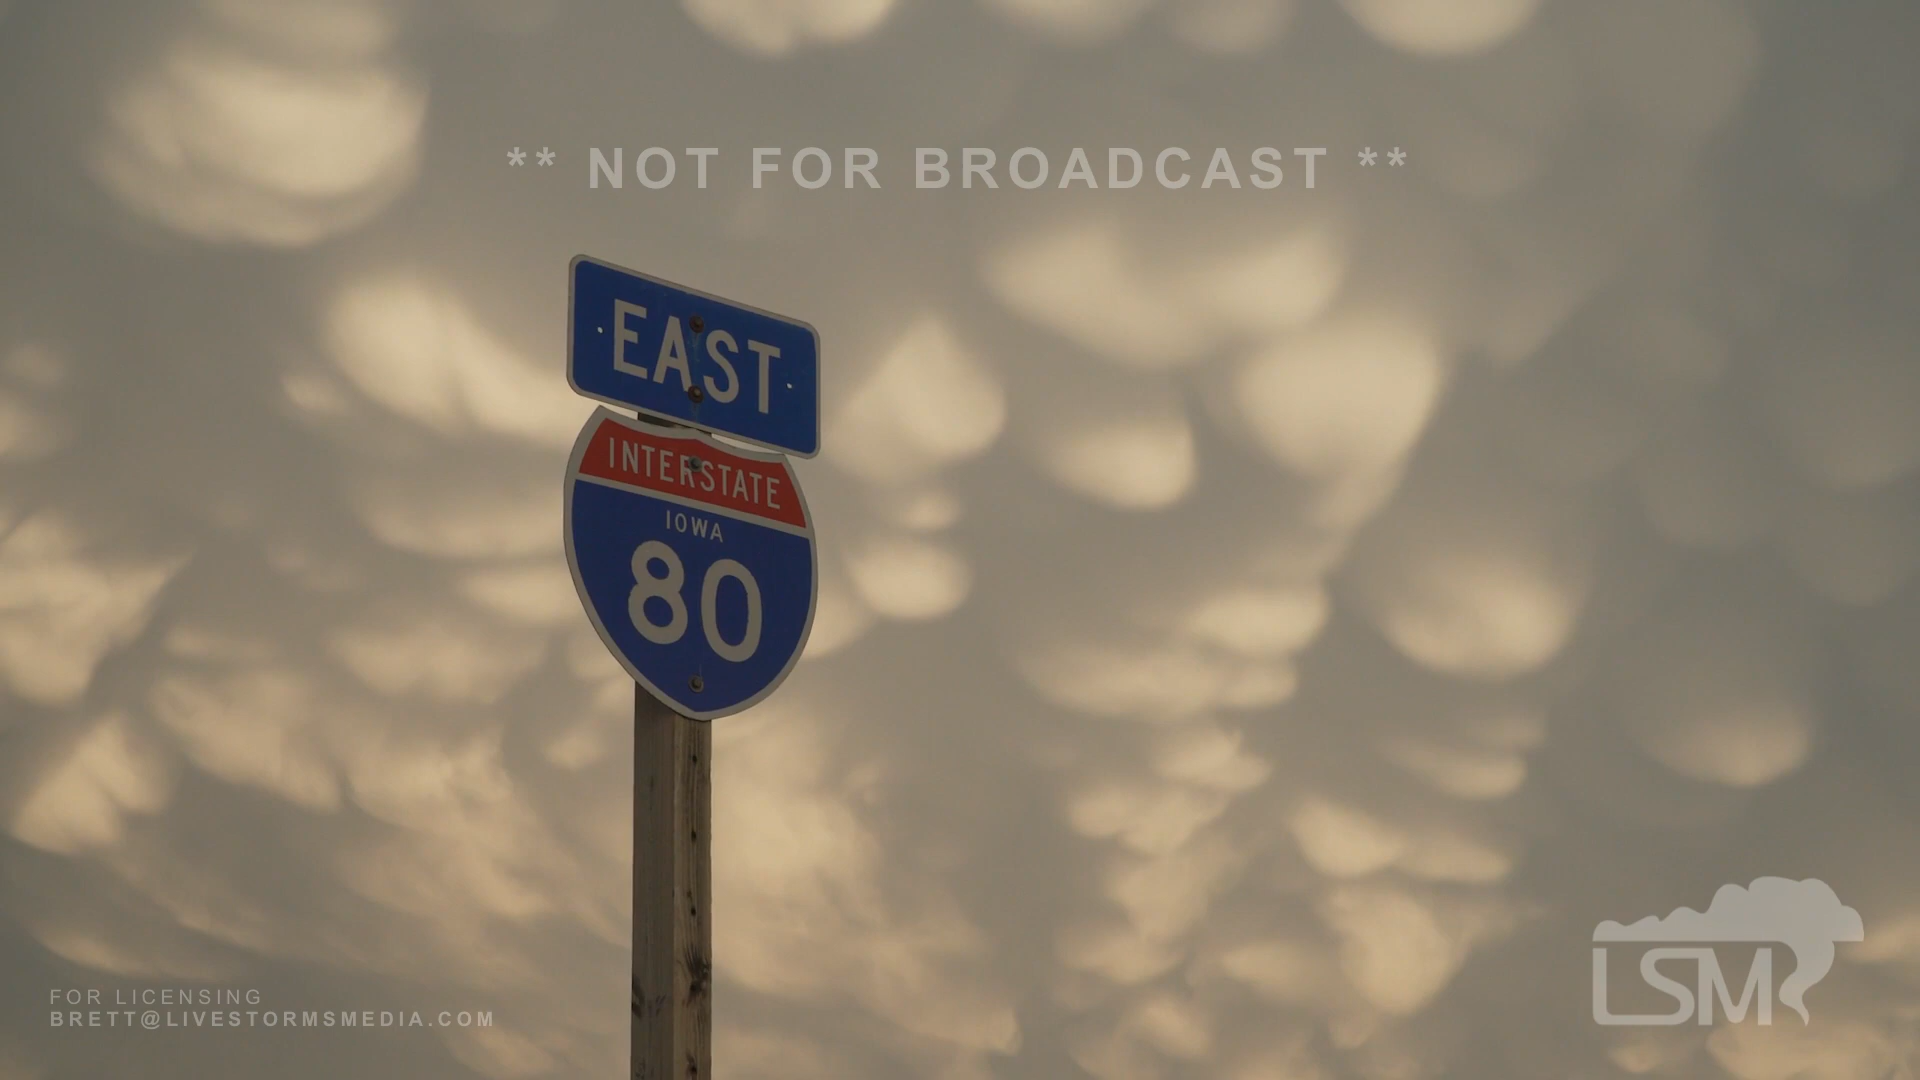 ** NOT FOR BROADCAST **
EAST
INTERSTATE
IOWA
80
FOR LICENSING
BRETT@LIVESTORMSMEDIA.COM
LSM